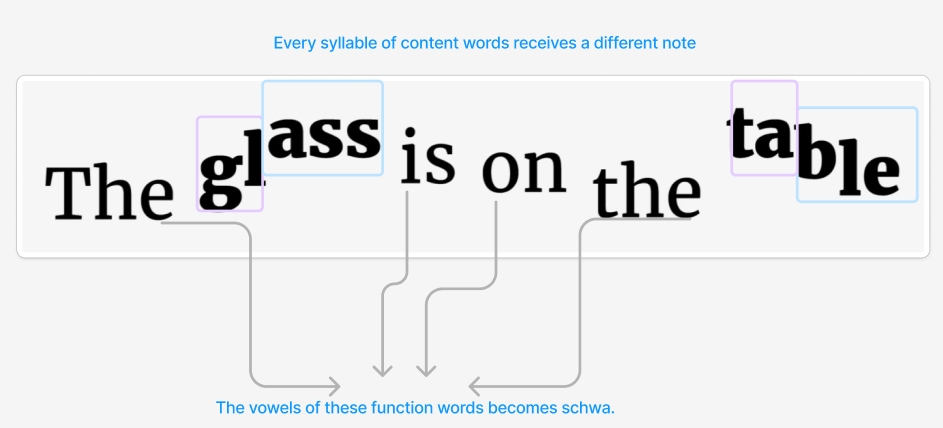 Every syllable of content words receives a different note
The glass is on the table
The vowels of these function words becomes schwa.